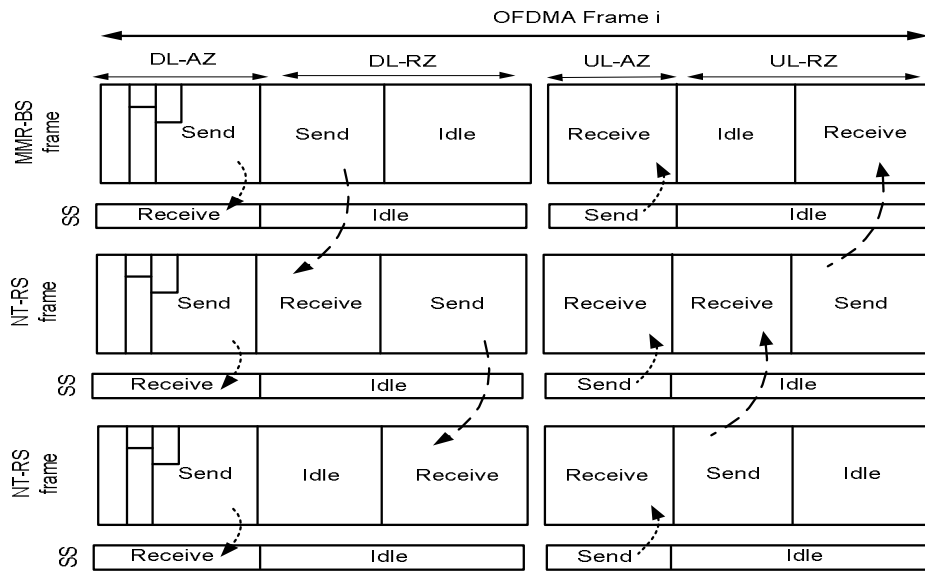 OFDMA Frame i
DL-AZ DL-RZ UL-AZ UL-RZ
MMR-BS frame
Send Send Idle Receive Idle Receive
SS
Receive Idle Send Idle
NT-RS frame
Send Receive Send Receive Receive Send
SS
Receive Idle Send Idle
NT-RS frame
Send Idle Receive Receive Send Idle
SS
Receive Idle Send Idle